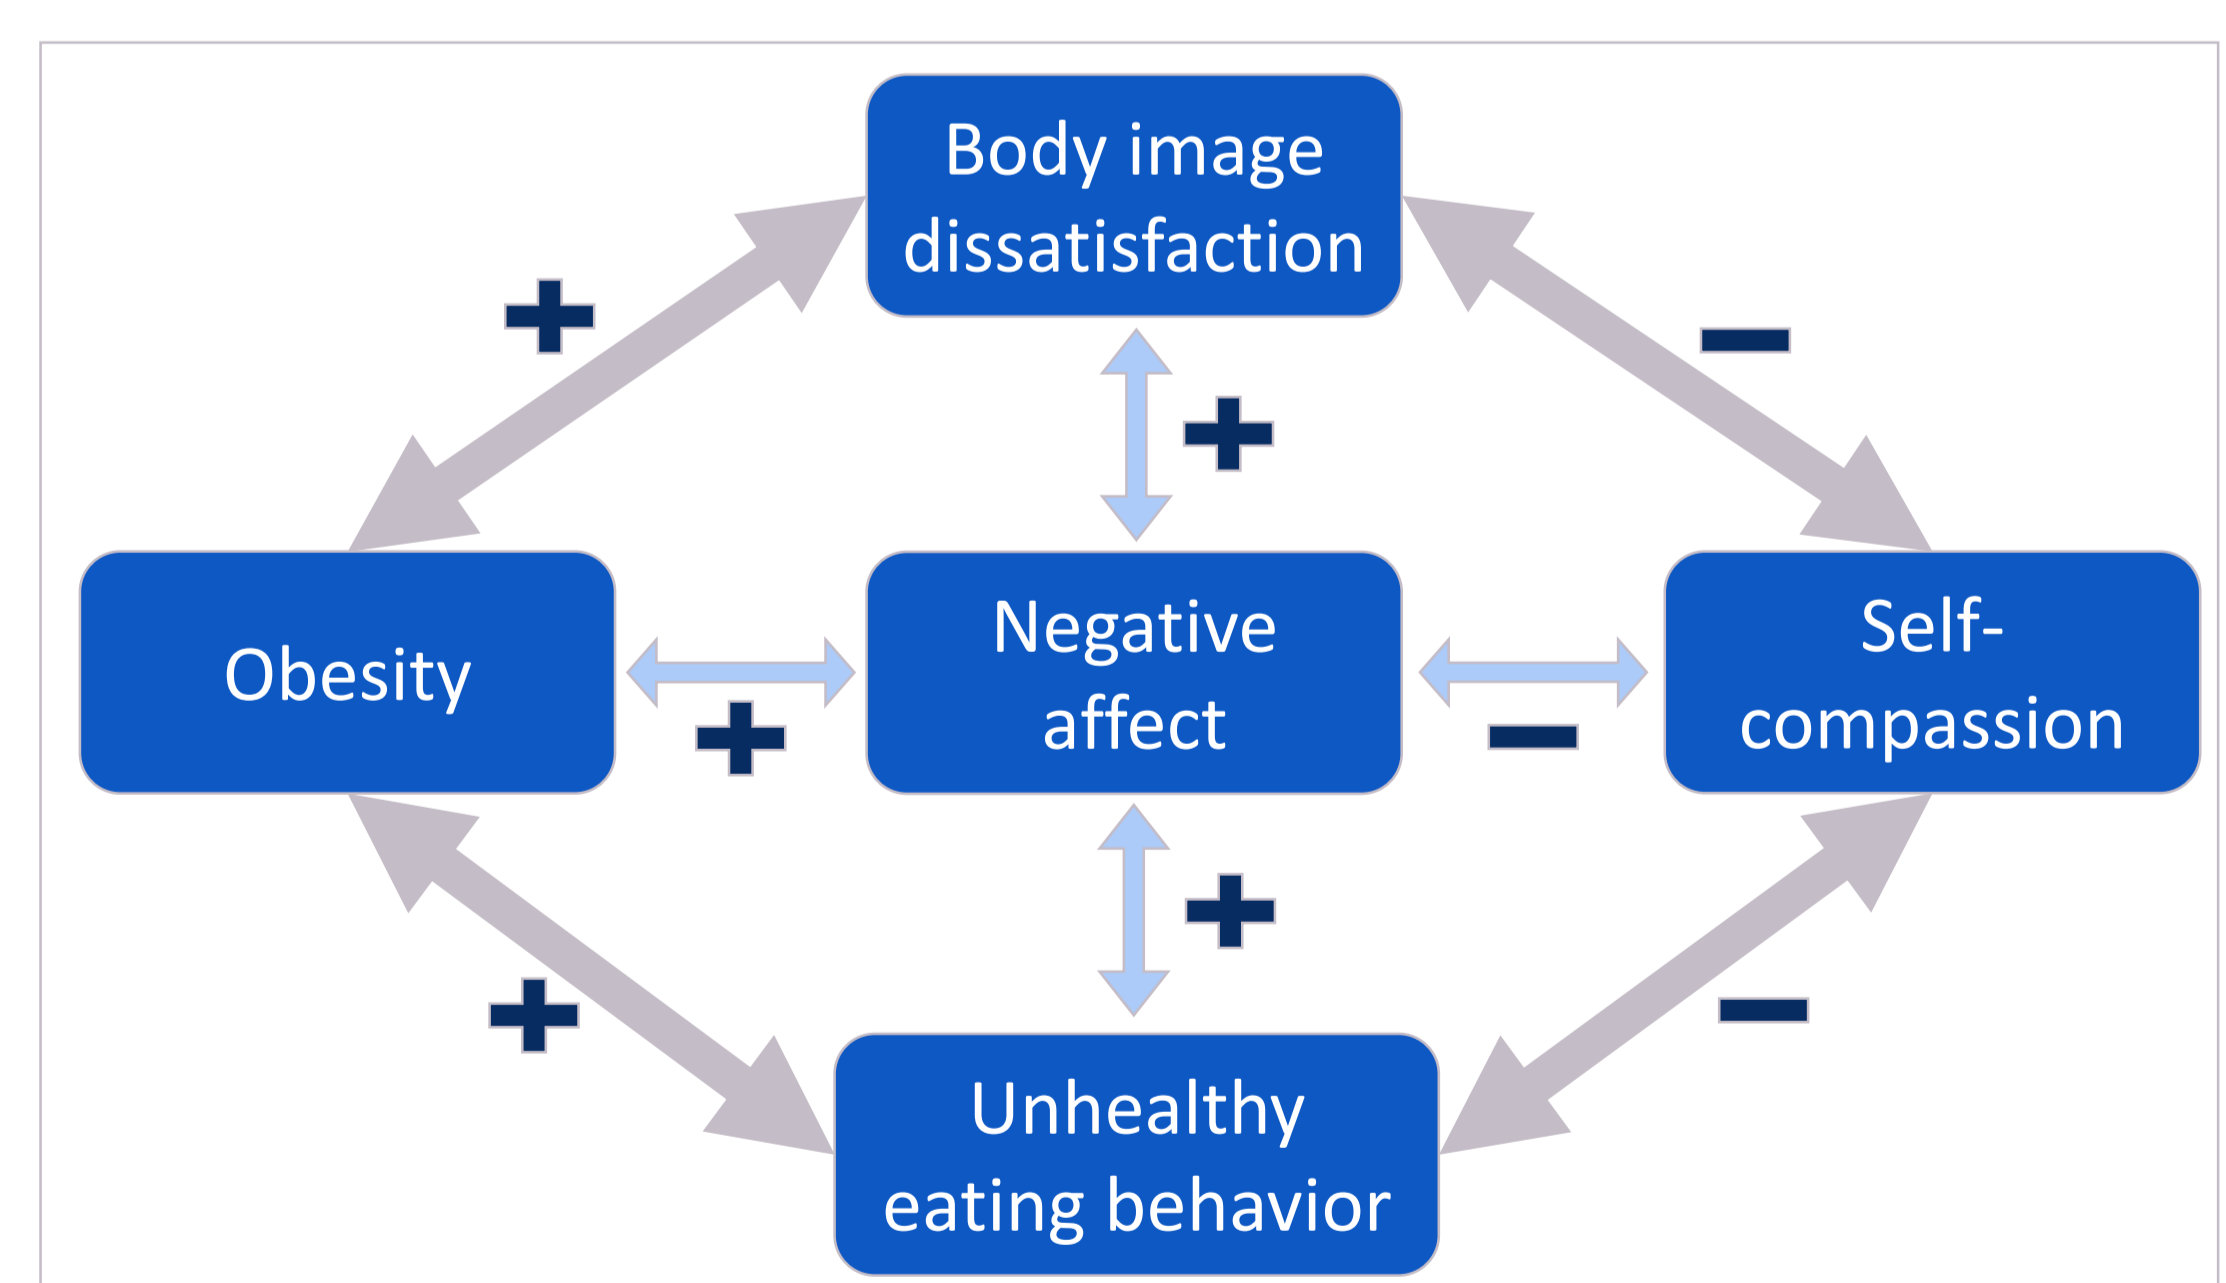 Body image
dissatisfaction
+
−
+
Obesity
Negative
affect
Self-
compassion
+
−
+
+
−
Unhealthy
eating behavior